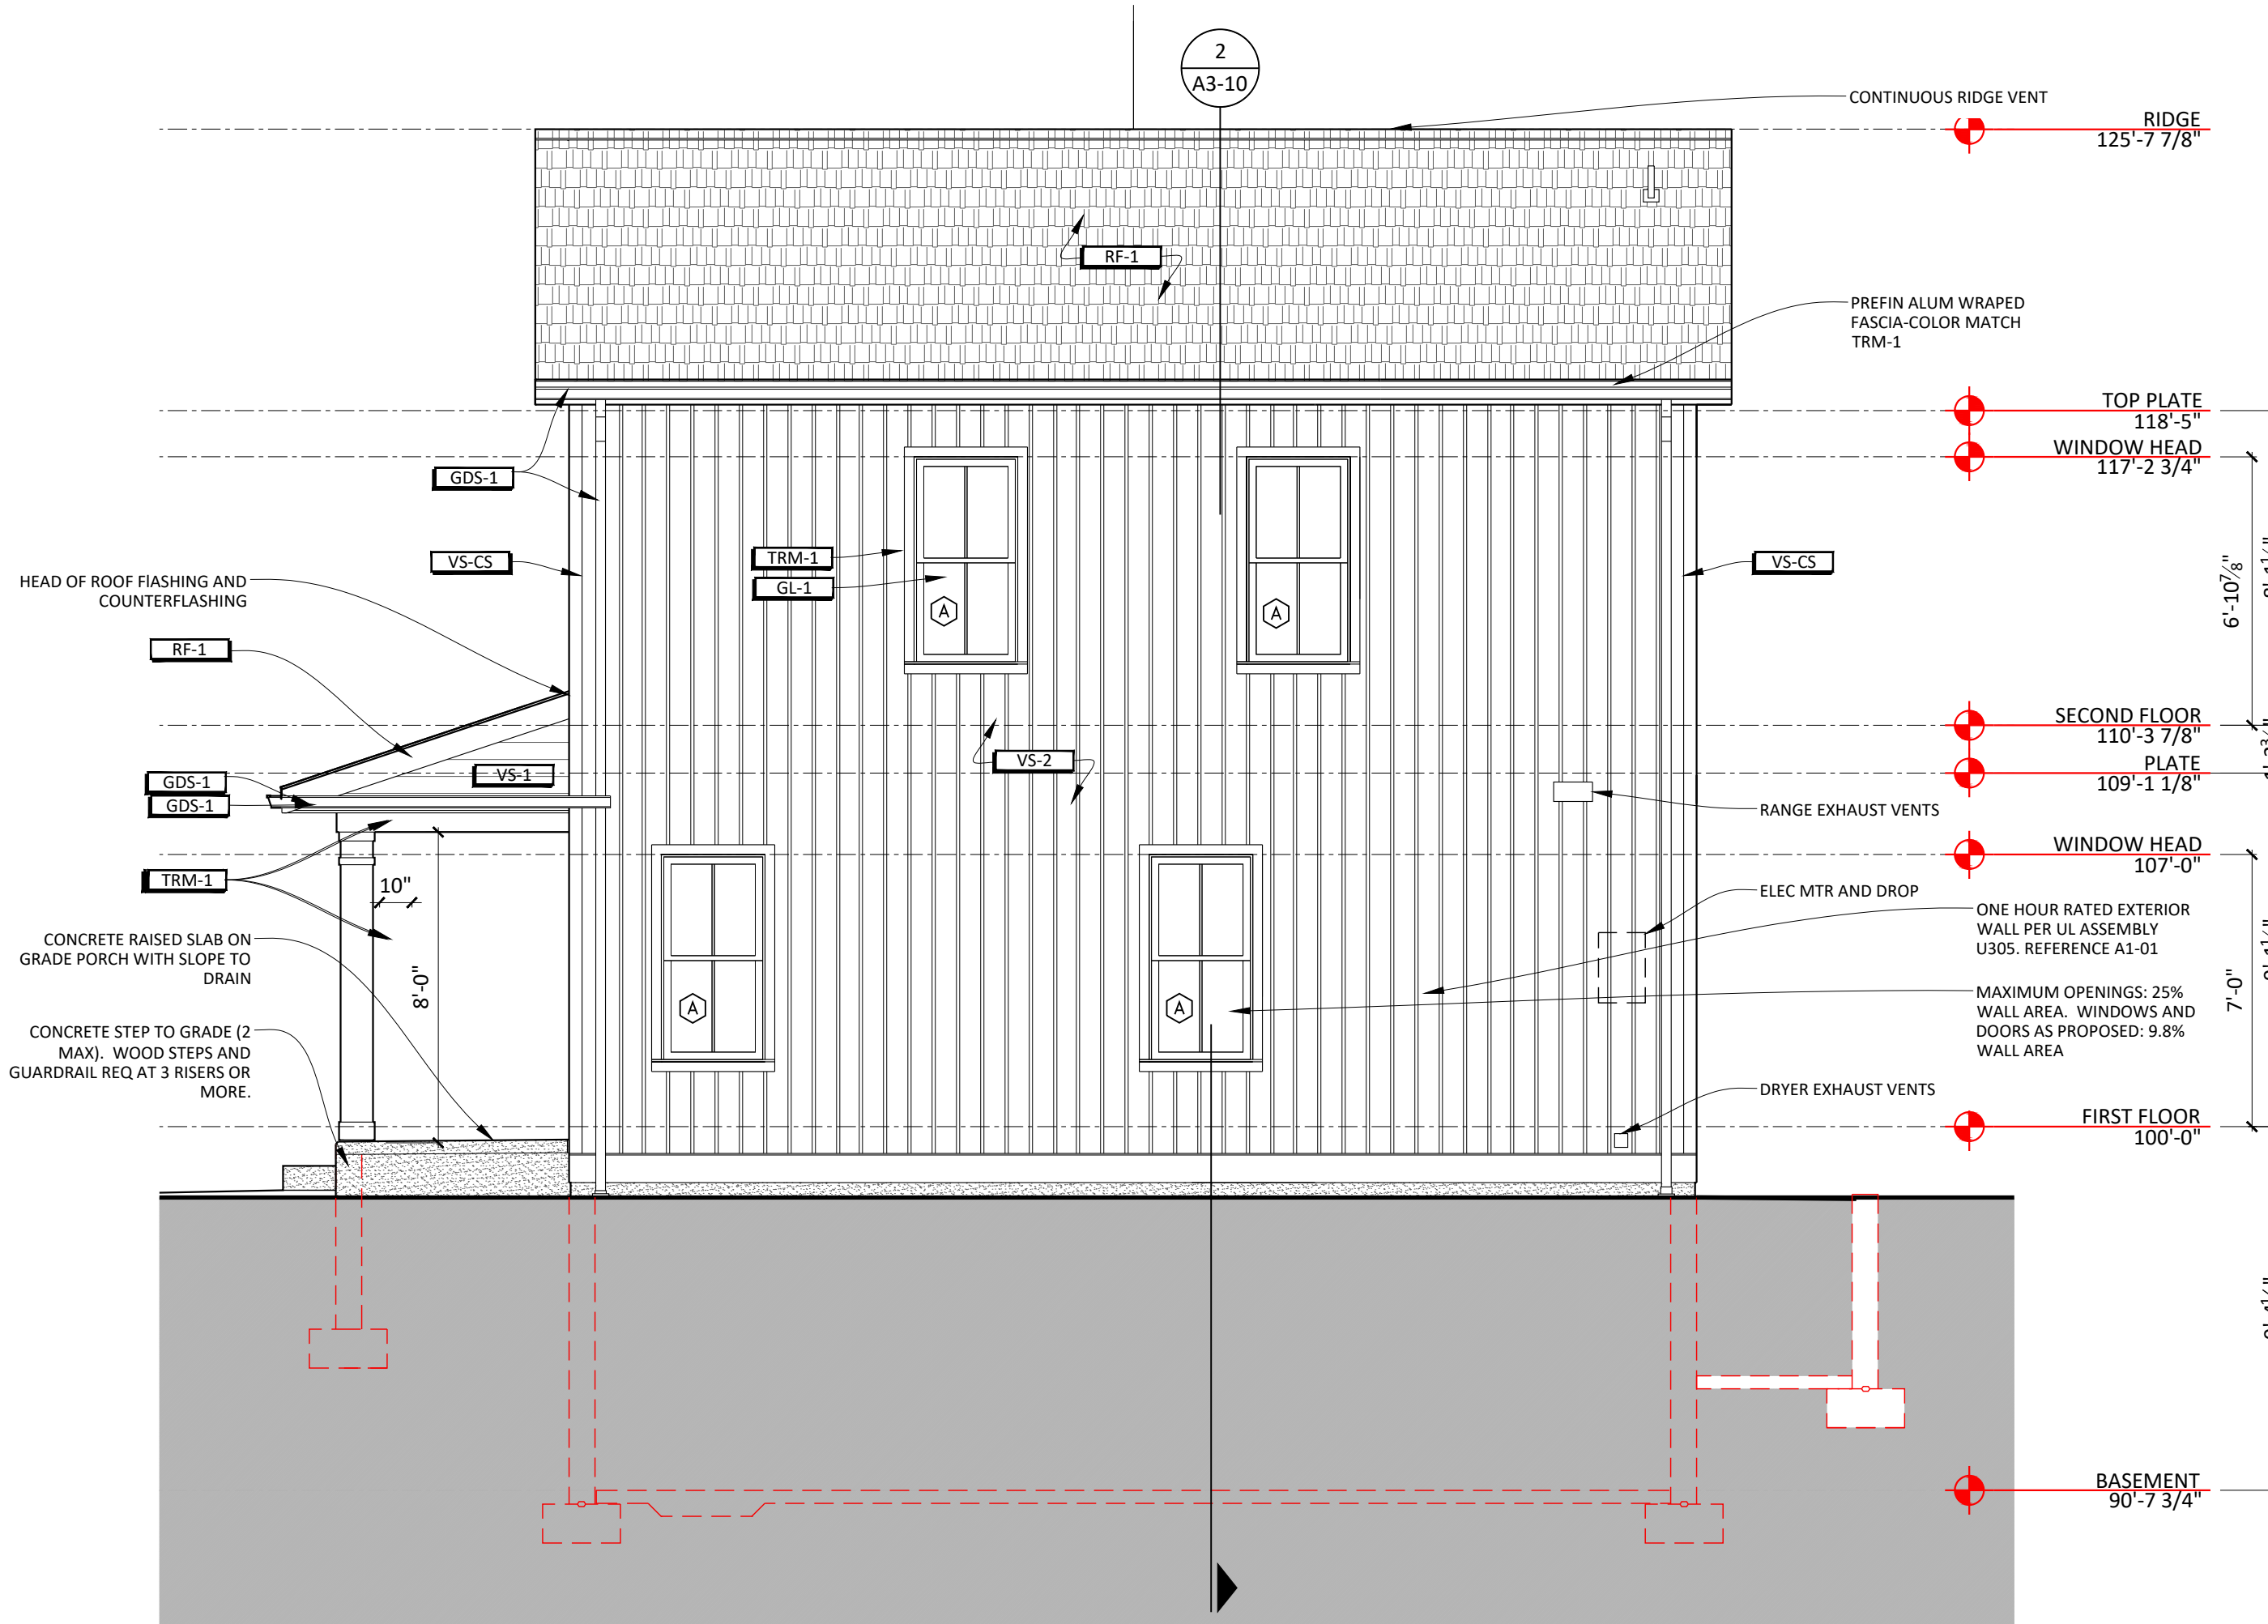 2
A3-10
CONTINUOUS RIDGE VENT
RIDGE
125'-7 7/8"
RF-1
PREFIN ALUM WRAPED
FASCIA-COLOR MATCH
TRM-1
TOP PLATE
118'-5"
WINDOW HEAD
117'-2 3/4"
GDS-1
VS-CS
TRM-1
GL-1
A
A
VS-CS
6'-10⅞"
HEAD OF ROOF FlASHING AND
COUNTERFLASHING
RF-1
SECOND FLOOR
110'-3 7/8"
VS-2
VS-1
PLATE
109'-1 1/8"
GDS-1
GDS-1
RANGE EXHAUST VENTS
WINDOW HEAD
107'-0"
TRM-1
10"
8'-0"
ELEC MTR AND DROP
ONE HOUR RATED EXTERIOR
WALL PER UL ASSEMBLY
U305. REFERENCE A1-01
CONCRETE RAISED SLAB ON
GRADE PORCH WITH SLOPE TO
DRAIN
MAXIMUM OPENINGS: 25%
WALL AREA. WINDOWS AND
DOORS AS PROPOSED: 9.8%
WALL AREA
7'-0"
A
A
CONCRETE STEP TO GRADE (2
MAX). WOOD STEPS AND
GUARDRAIL REQ AT 3 RISERS OR
MORE.
DRYER EXHAUST VENTS
FIRST FLOOR
100'-0"
BASEMENT
90'-7 3/4"